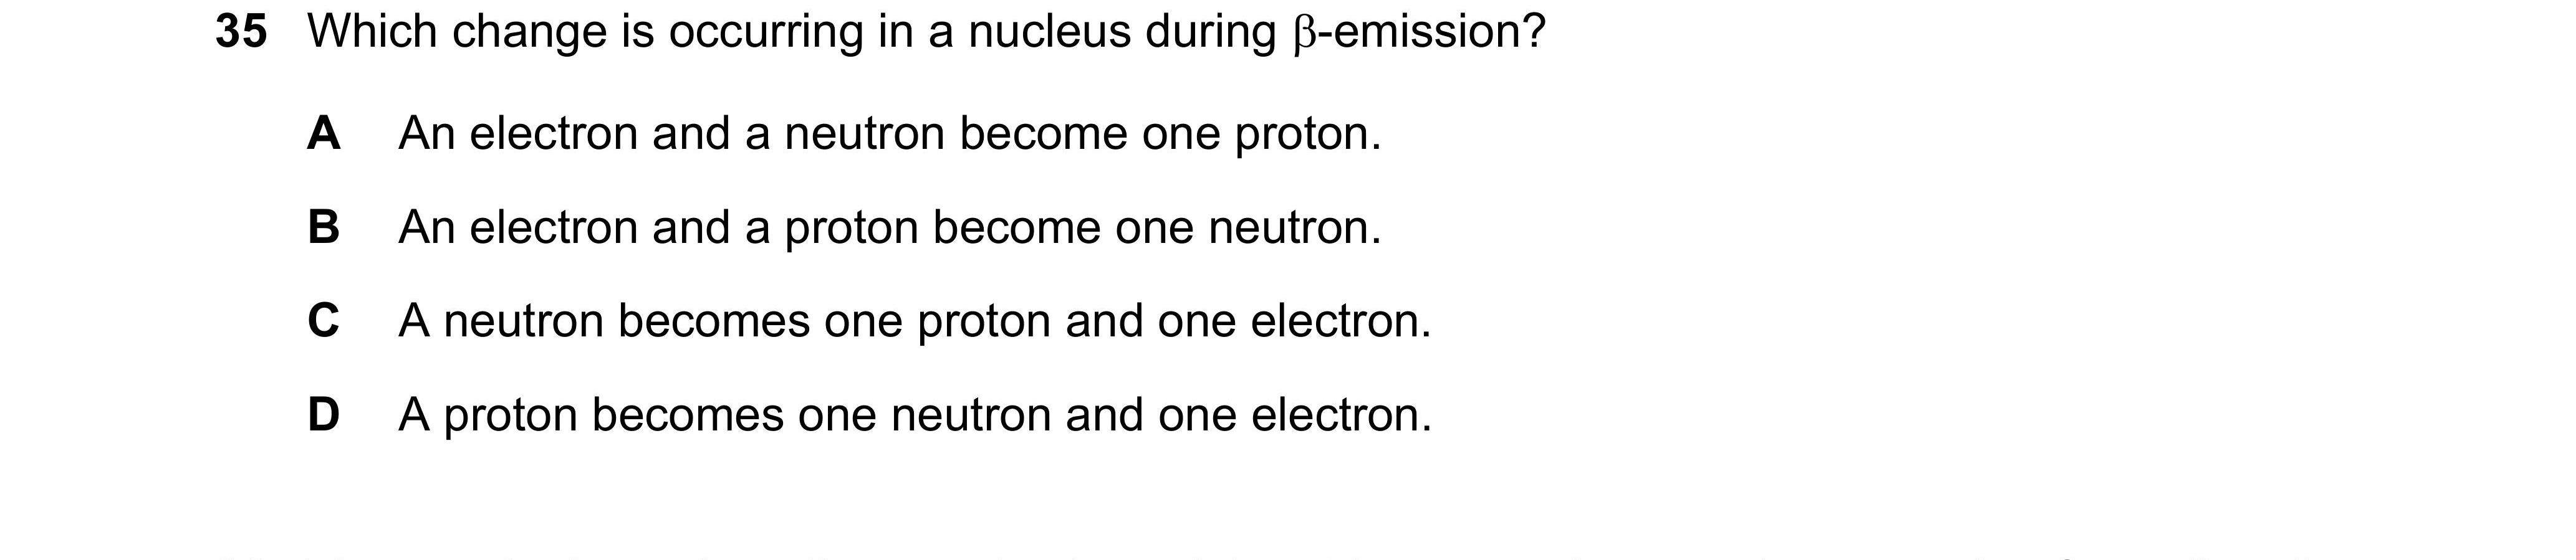 35 Which change is occurring in a nucleus during β-emission?
A An electron and a neutron become one proton.
B An electron and a proton become one neutron.
C A neutron becomes one proton and one electron.
D A proton becomes one neutron and one electron.